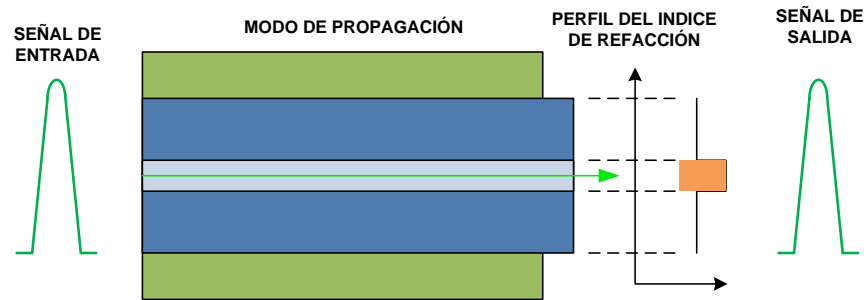 SEÑAL DE
ENTRADA
MODO DE PROPAGACIÓN
PERFIL DEL INDICE
DE REFACCIÓN
SEÑAL DE
SALIDA